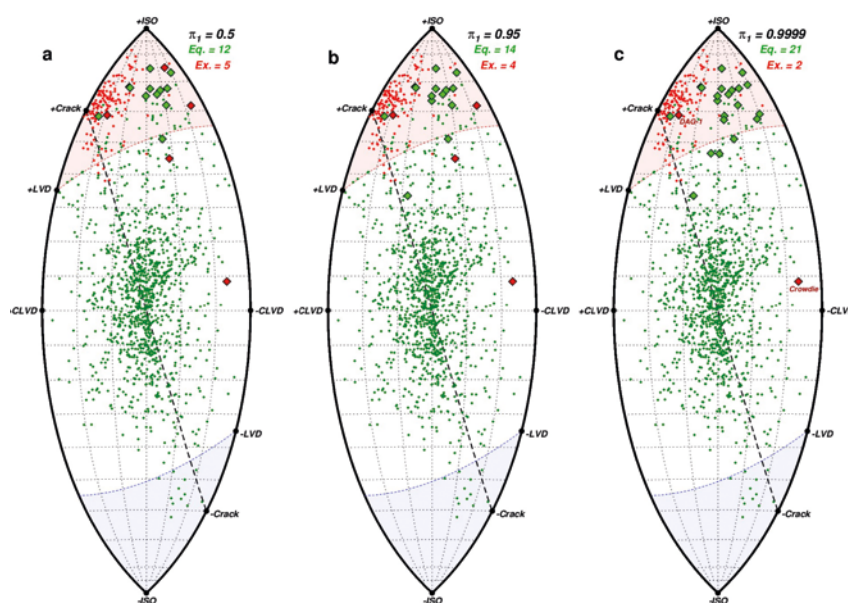 +ISO
a
π1 = 0.5
Eq. = 12
Ex. = 5
+Crack
+LVD
-CLVD
-CLVD
-LVD
-Crack
-ISO
+ISO
b
π1 = 0.95
Eq. = 14
Ex. = 4
+Crack
+LVD
+CLVD
-CLVD
-LVD
-Crack
-ISO
+ISO
c
π1 = 0.9999
Eq. = 21
Ex. = 2
+Crack
+LVD
+CLVD
Crowdie
-CLVD
-LVD
-Crack
-ISO